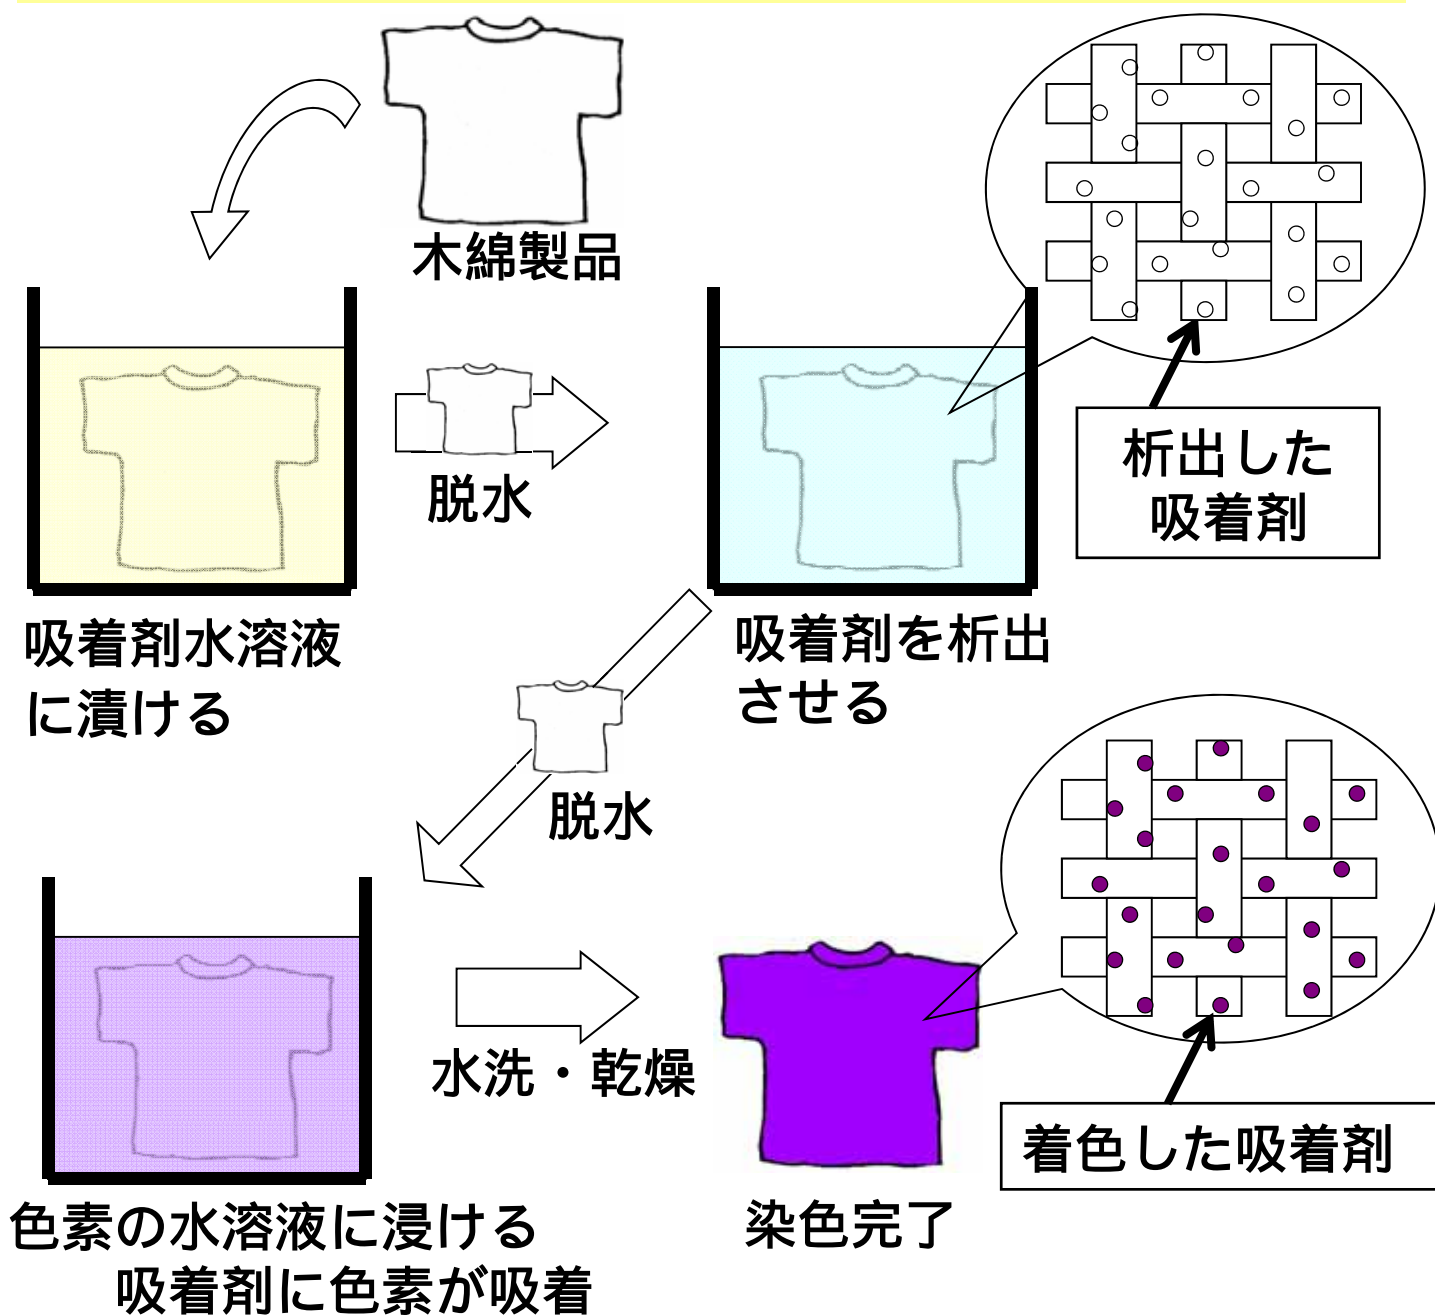 木綿製品
脱水
析出した
吸着剤
吸着剤水溶液
に漬ける
吸着剤を析出
させる
脱水
水洗・乾燥
着色した吸着剤
色素の水溶液に浸ける
吸着剤に色素が吸着
染色完了